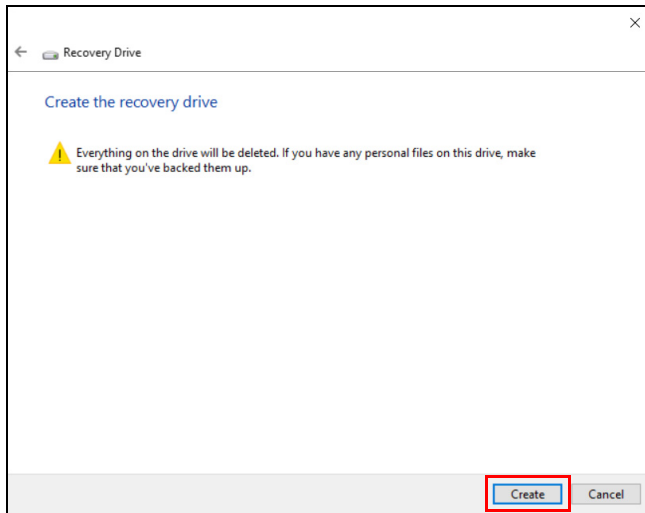 Recovery Drive
Create the recovery drive
Everything on the drive will be deleted. If you have any personal files on this drive, make
sure that you've backed them up.
Create
Cancel